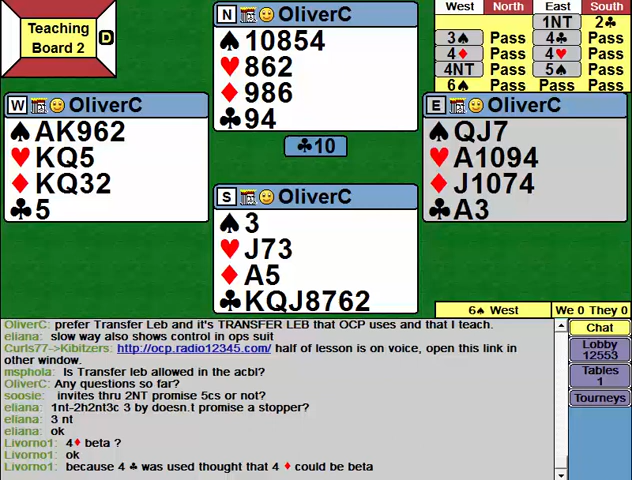 Teaching
Board 2
D
N OliverC
♠10854
♥862
♦986
♣94
West North East South
1NT 2♣
3♠ Pass 4♣ Pass
4♦ Pass 4♥ Pass
4NT Pass 5♠ Pass
6♠ Pass Pass Pass
W OliverC
♠AK962
♥KQ5
♦KQ32
♣5
♣10
E OliverC
♠QJ7
♥A1094
♦J1074
♣A3
S OliverC
♠3
♥J73
♦A5
♣KQJ8762
6♠ West We 0 They 0
OliverC: prefer Transfer Leb and it's TRANSFER LEB that OCP uses and that I teach.
eliana: slow way also shows control in ops suit
Curls77->Kibitzers: http://ocp.radio12345.com/ half of lesson is on voice, open this link in
other window.
msphola: Is Transfer leb allowed in the acbl?
OliverC: Any questions so far?
soosie: invites thru 2NT promise 5cs or not?
eliana: 1nt-2h2n3c 3 by doesn.t promise a stopper?
eliana: 3 nt
eliana: ok
Livorno1: 4♦ beta ?
Livorno1: ok
Livorno1: because 4 ♣ was used thought that 4 ♦ could be beta
Chat
Lobby
12553
Tables
1
Tourneys